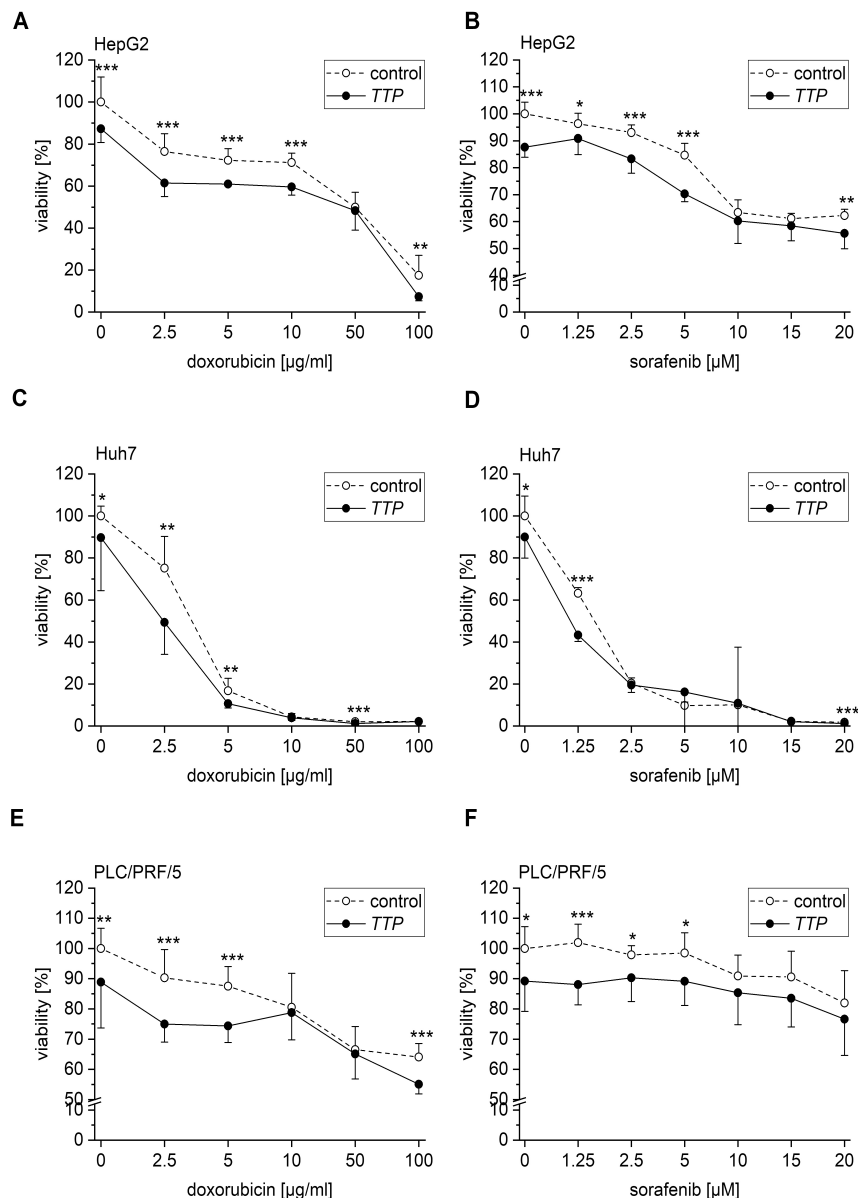 A
HepG2
120
100
80
60
40
20
0
viability [%]
control
TTP
***
***
***
***
**
0 2.5 5 10 50 100
doxorubicin [µg/ml]
B
HepG2
120
110
100
90
80
70
60
50
40
10
0
viability [%]
control
TTP
***
*
***
***
**
0 1.25 2.5 5 10 15 20
sorafenib [µM]
C
Huh7
120
100
80
60
40
20
0
viability [%]
control
TTP
*
**
**
***
0 2.5 5 10 50 100
doxorubicin [µg/ml]
D
Huh7
120
100
80
60
40
20
0
viability [%]
control
TTP
*
***
***
0 1.25 2.5 5 10 15 20
sorafenib [µM]
E
PLC/PRF/5
120
110
100
90
80
70
60
50
10
0
viability [%]
control
TTP
**
***
***
***
0 2.5 5 10 50 100
doxorubicin [µg/ml]
F
PLC/PRF/5
120
110
100
90
80
70
60
50
10
0
viability [%]
control
TTP
*
***
*
*
0 1.25 2.5 5 10 15 20
sorafenib [µM]